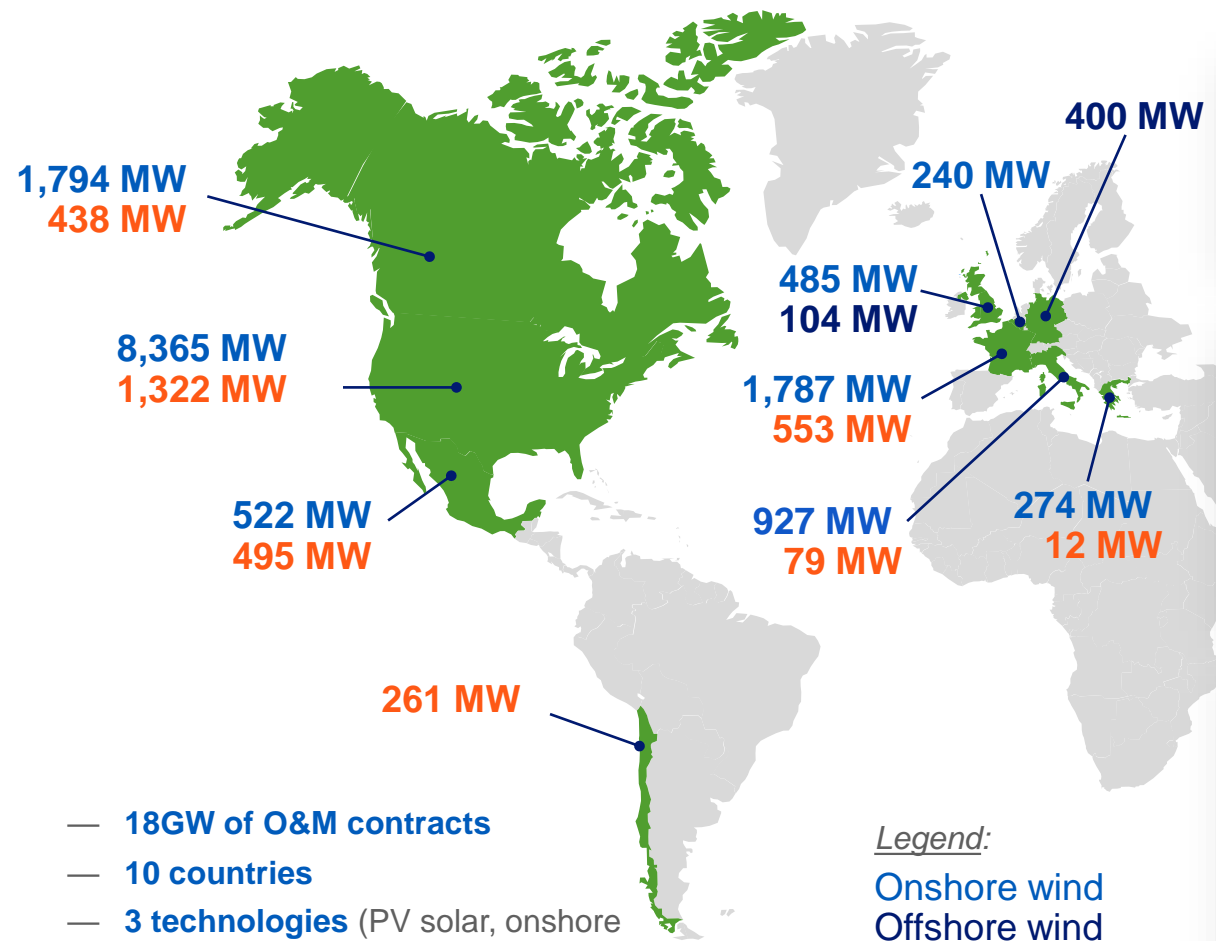 400 MW
240 MW
1,794 MW
438 MW
485 MW
104 MW
8,365 MW
1,322 MW
1,787 MW
553 MW
522 MW
495 MW
927 MW
79 MW
274 MW
12 MW
261 MW
— 18GW of O&M contracts
— 10 countries
— 3 technologies (PV solar, onshore
Legend:
Onshore wind
Offshore wind